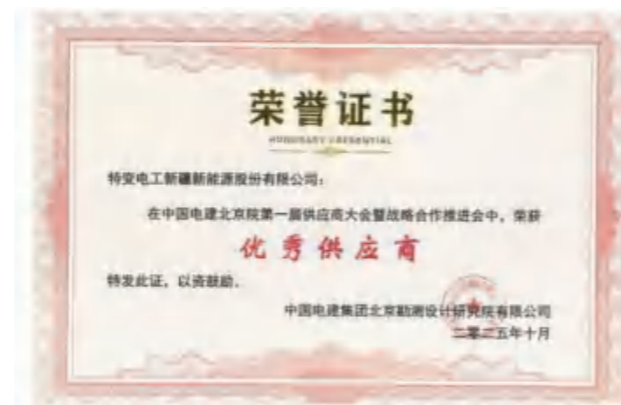 荣誉证书
HONORARY CREDENTIAL
特变电工新疆新能源股份有限公司：
在中国电建北京院第一届供应商大会暨战略合作推进会中，荣获
优秀供应商
特发此证，以资鼓励。
中国电建集团北京勘测设计研究院有限公司
二零二五年十月